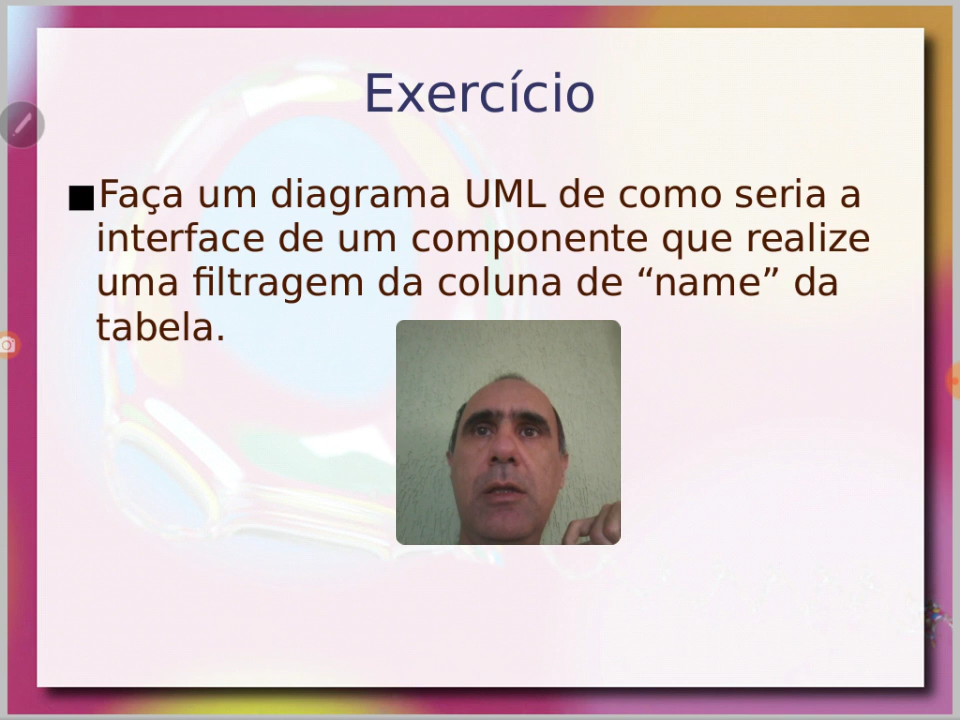 Exercício
Faça um diagrama UML de como seria a
interface de um componente que realize
uma filtragem da coluna de “name” da
tabela.